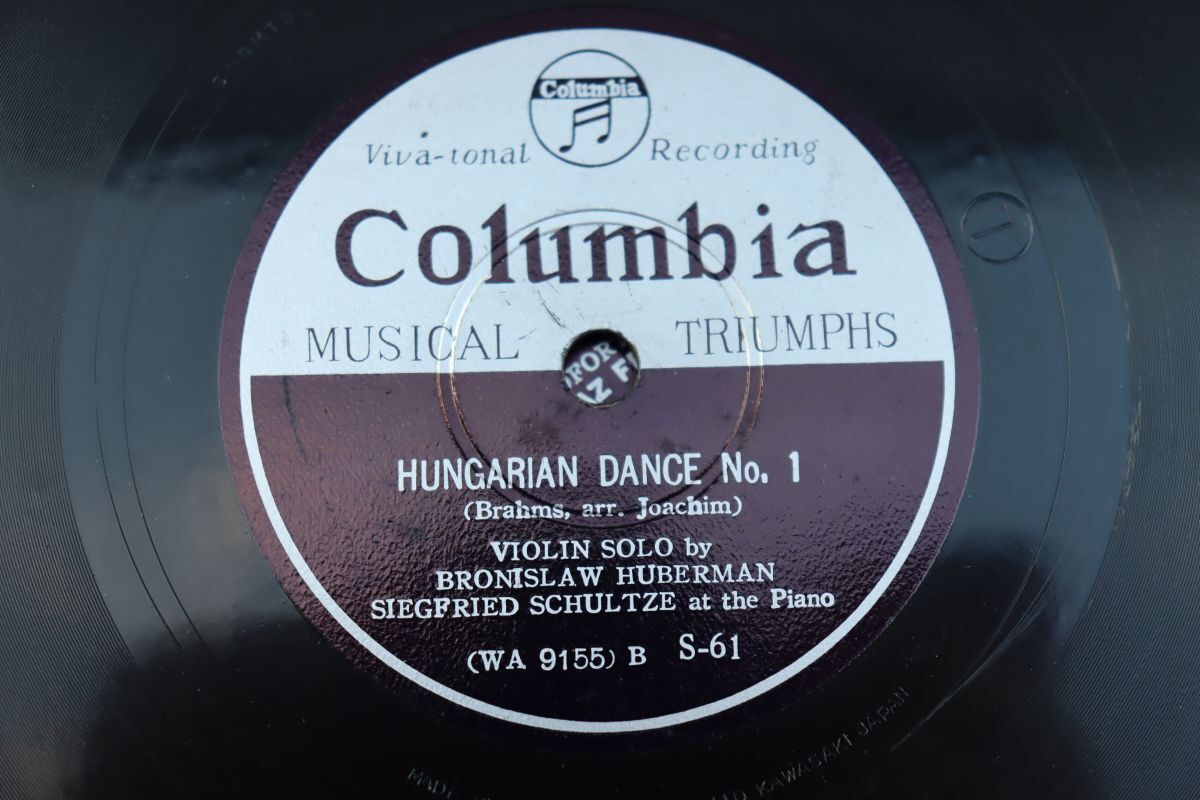 Columbia
Viva-tonal Recording
Columbia
MUSICAL TRIUMPHS
HUNGARIAN DANCE No. 1
(Brahms, arr. Joachim)
VIOLIN SOLO by
BRONISLAW HUBERMAN
SIEGFRIED SCHULTZE at the Piano
(WA 9155) B S-61
KAWASAKI JAPAN